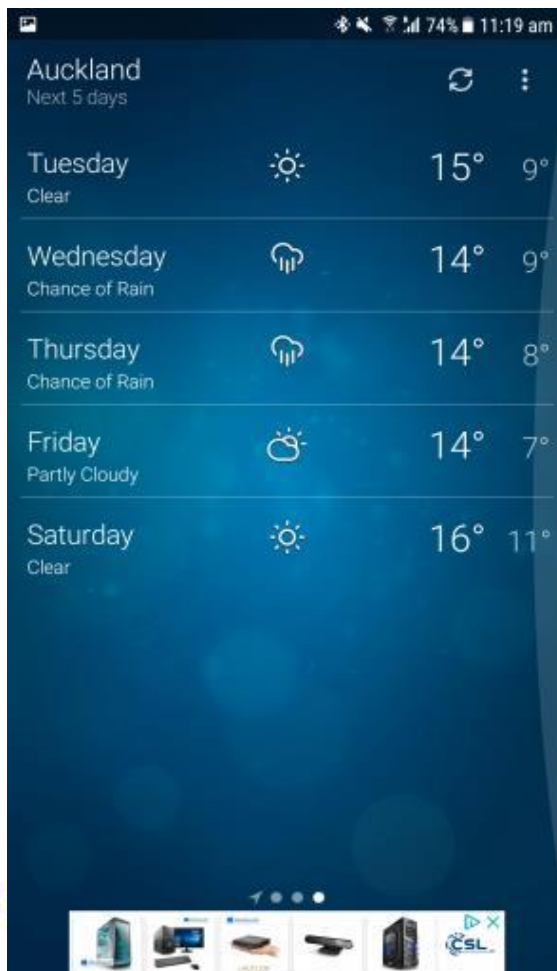 74% 11:19 am
Auckland
Next 5 days
Tuesday 15° 9°
Clear
Wednesday 14° 9°
Chance of Rain
Thursday 14° 8°
Chance of Rain
Friday 14° 7°
Partly Cloudy
Saturday 16° 11°
Clear
CSL